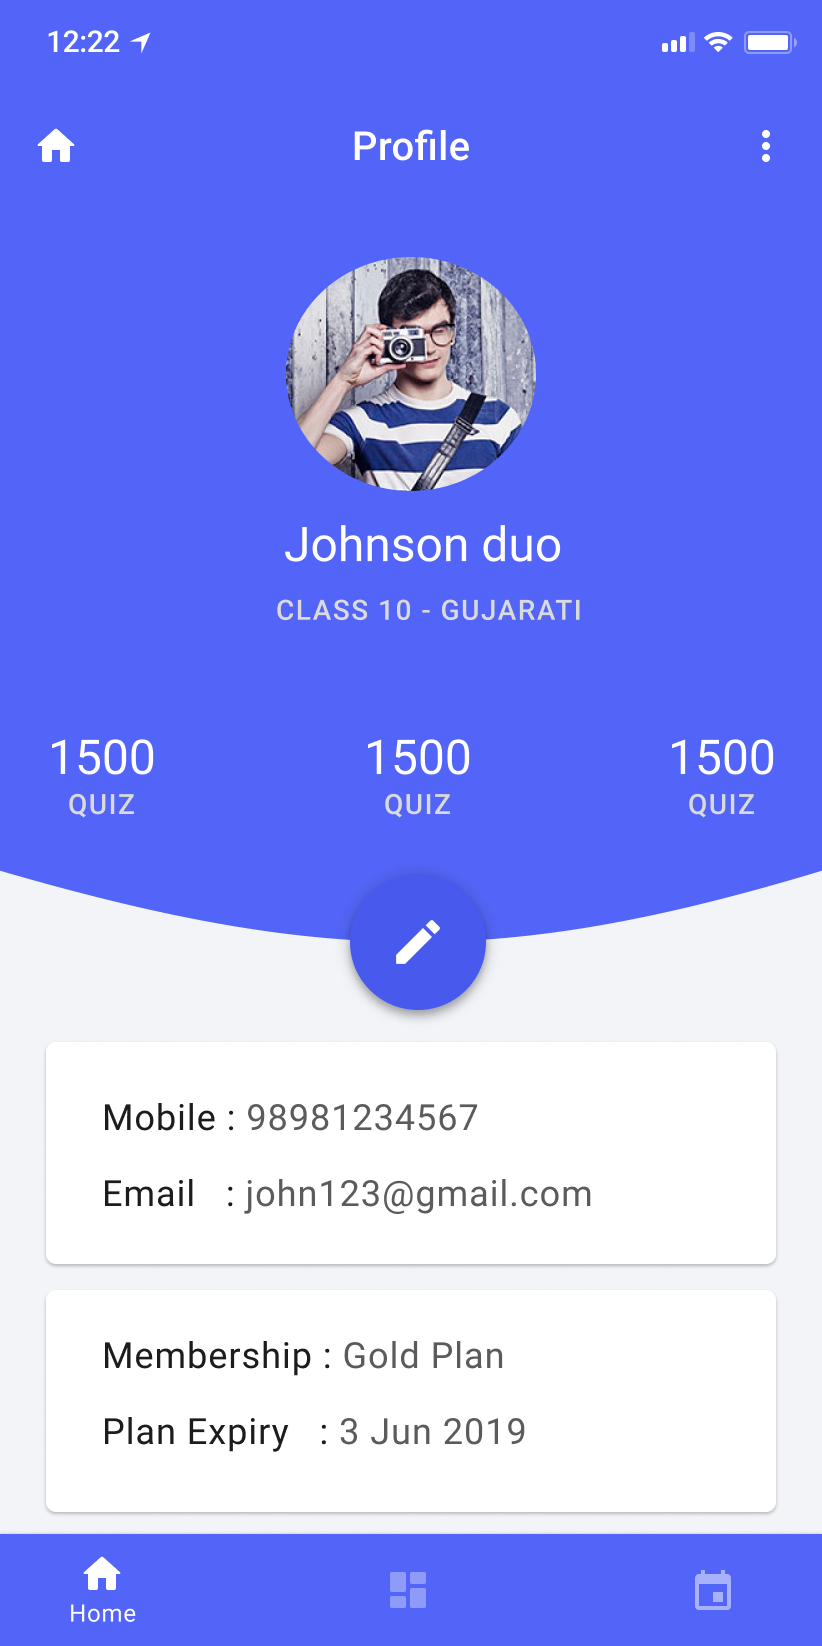 12:22
Profile
Johnson duo
CLASS 10 - GUJARATI
1500 1500 1500
QUIZ QUIZ QUIZ
Mobile : 98981234567
Email : john123@gmail.com
Membership : Gold Plan
Plan Expiry : 3 Jun 2019
Home